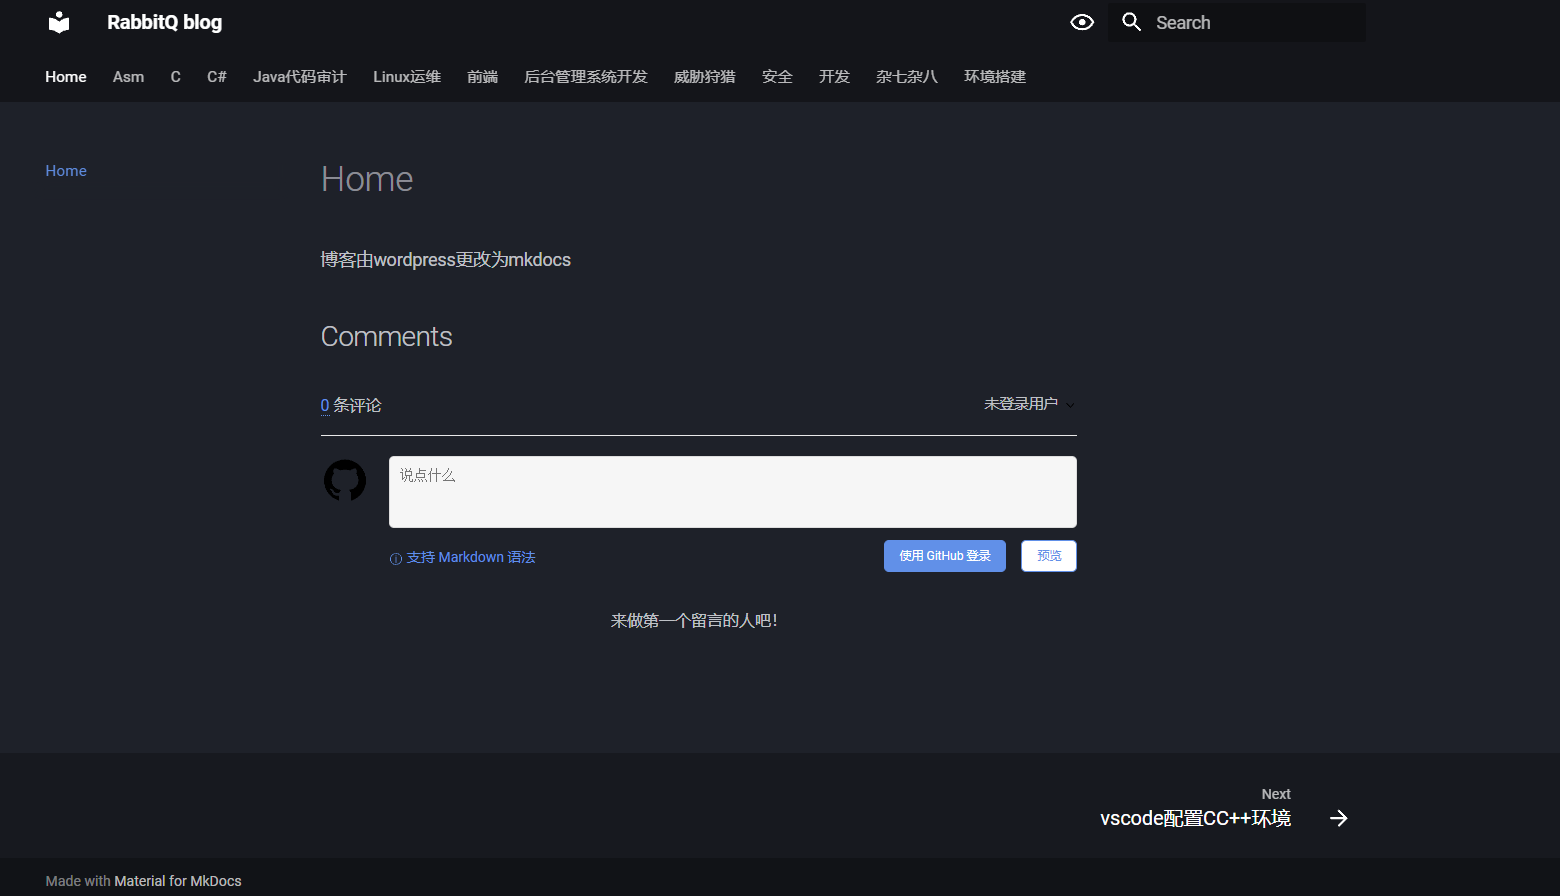 RabbitQ blog
Search
Home Asm C C# Java代码审计 Linux运维 前端 后台管理系统开发 威胁狩猎 安全 开发 杂七杂八 环境搭建
Home
Home
博客由wordpress更改为mkdocs
Comments
0 条评论
未登录用户
说点什么
支持 Markdown 语法
使用 GitHub 登录
预览
来做第一个留言的人吧！
Next
vscode配置CC++环境
Made with Material for MkDocs